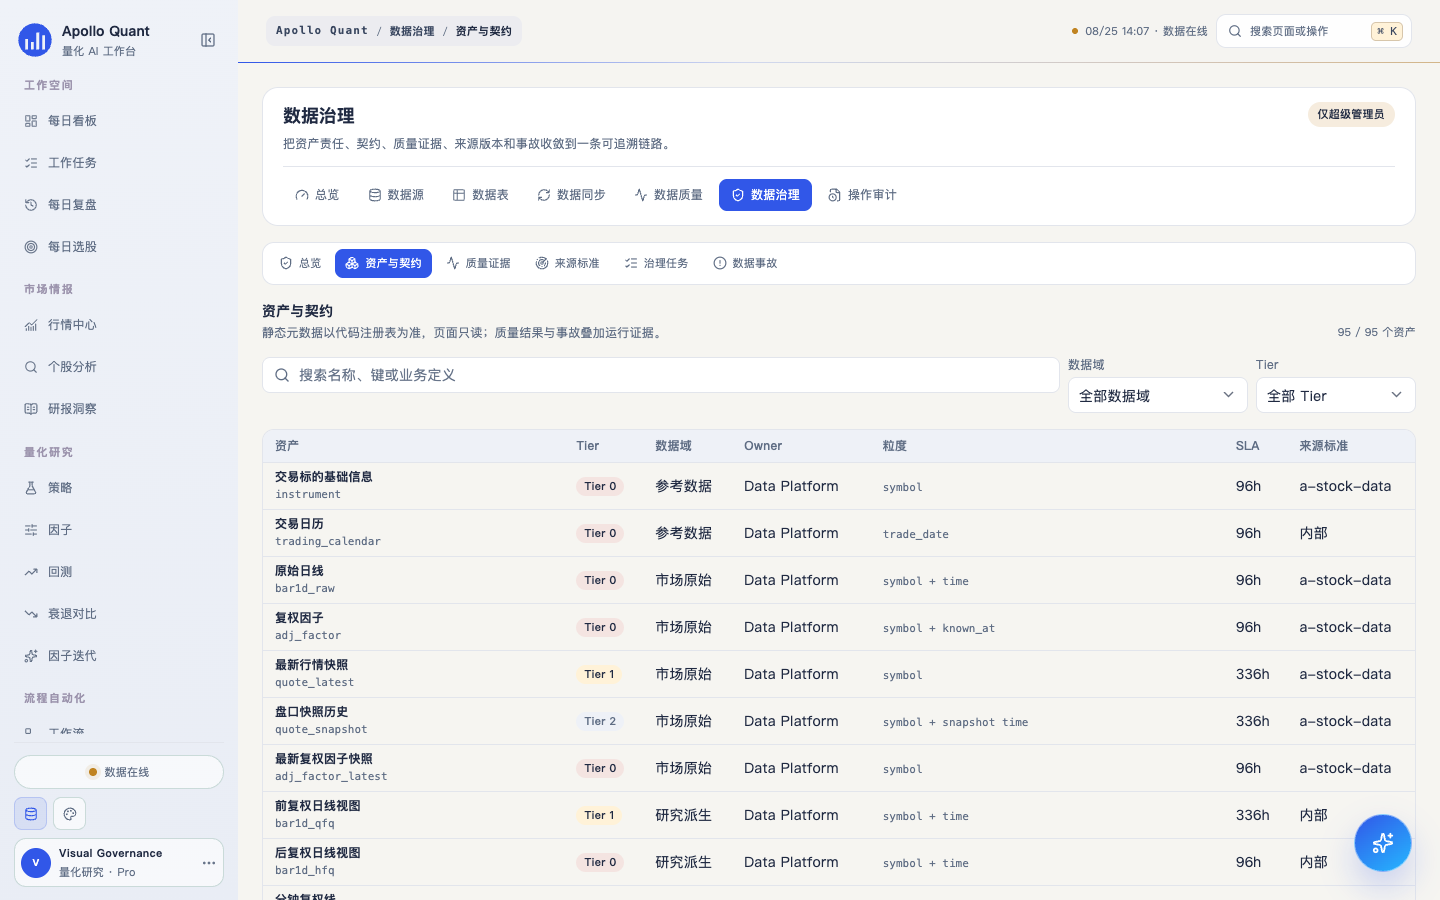 Apollo Quant
量化 AI 工作台
工作空间
每日看板
工作任务
每日复盘
每日选股
市场情报
行情中心
个股分析
研报洞察
量化研究
策略
因子
回测
衰退对比
因子迭代
流程自动化
工作流
数据在线
V
Visual Governance
量化研究 · Pro
Apollo Quant / 数据治理 / 资产与契约
08/25 14:07 · 数据在线
搜索页面或操作
⌘ K
数据治理
仅超级管理员
把资产责任、契约、质量证据、来源版本和事故收敛到一条可追溯链路。
总览 数据源 数据表 数据同步 数据质量 数据治理 操作审计
总览 资产与契约 质量证据 来源标准 治理任务 数据事故
资产与契约
静态元数据以代码注册表为准，页面只读；质量结果与事故叠加运行证据。
95 / 95 个资产
搜索名称、键或业务定义
数据域
全部数据域
Tier
全部 Tier
资产 Tier 数据域 Owner 粒度 SLA 来源标准
交易标的基础信息
instrument
Tier 0 参考数据 Data Platform symbol 96h a-stock-data
交易日历
trading_calendar
Tier 0 参考数据 Data Platform trade_date 96h 内部
原始日线
bar1d_raw
Tier 0 市场原始 Data Platform symbol + time 96h a-stock-data
复权因子
adj_factor
Tier 0 市场原始 Data Platform symbol + known_at 96h a-stock-data
最新行情快照
quote_latest
Tier 1 市场原始 Data Platform symbol 336h a-stock-data
盘口快照历史
quote_snapshot
Tier 2 市场原始 Data Platform symbol + snapshot time 336h a-stock-data
最新复权因子快照
adj_factor_latest
Tier 0 市场原始 Data Platform symbol 96h a-stock-data
前复权日线视图
bar1d_qfq
Tier 1 研究派生 Data Platform symbol + time 336h 内部
后复权日线视图
bar1d_hfq
Tier 0 研究派生 Data Platform symbol + time 96h 内部
分钟复权线